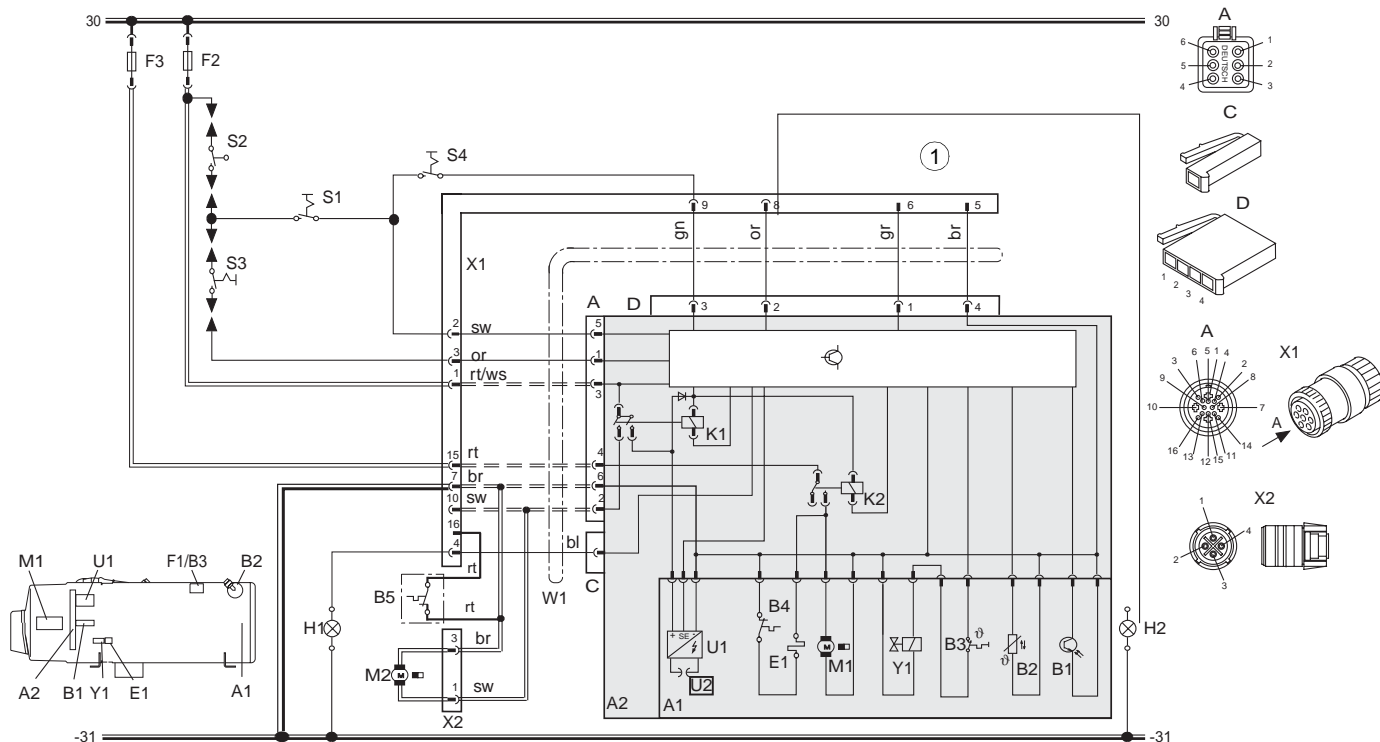 30
30
F3
F2
S2
S1
S4
S3
1
A
6
5
4
1
2
3
DEUTSCH
C
D
1
2
3
4
9
8
6
5
gn
or
gr
br
X1
A
D
3
2
1
4
2
sw
5
3
or
1
1
rt/ws
3
K1
15
rt
4
7
br
6
10
sw
2
K2
16
4
bl
C
rt
rt
B5
W1
H1
br
3
M2
M
1
sw
X2
A2
A1
+ SE -
U1
U2
B4
E1
M
M1
Y1
B3
ϑ
ϑ
B2
B1
H2
M1
U1
F1/B3
B2
A2
B1
Y1
E1
A1
-31
-31
A
X1
6
5
1
4
3
2
9
8
10
7
16
14
13
12
15
11
A
X2
1
4
2
3